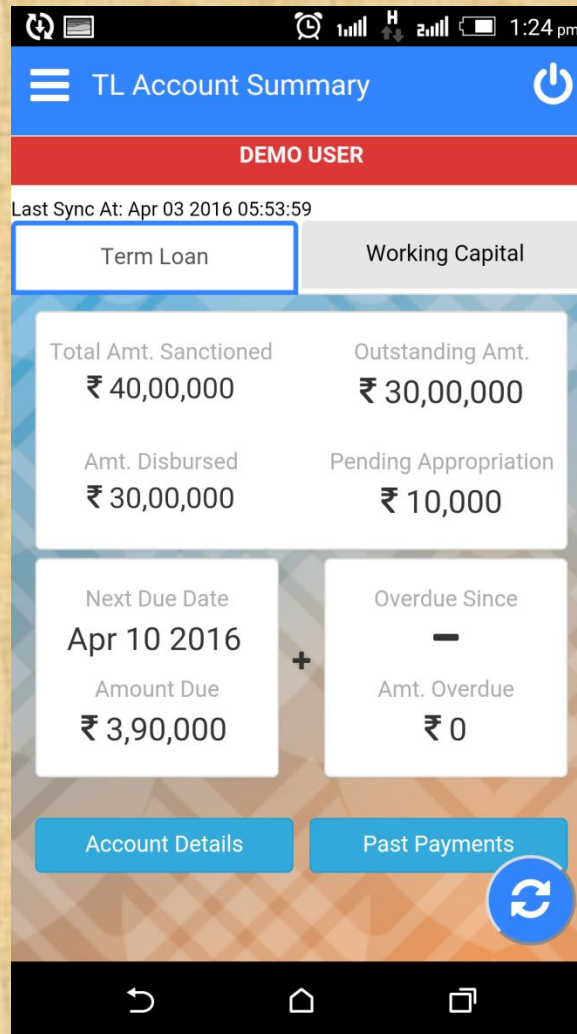 H 1:24 pm
TL Account Summary
DEMO USER
Last Sync At: Apr 03 2016 05:53:59
Term Loan Working Capital
Total Amt. Sanctioned Outstanding Amt.
₹ 40,00,000 ₹ 30,00,000
Amt. Disbursed Pending Appropriation
₹ 30,00,000 ₹ 10,000
Next Due Date
Apr 10 2016
Amount Due
₹ 3,90,000
+
Overdue Since
–
Amt. Overdue
₹ 0
Account Details Past Payments